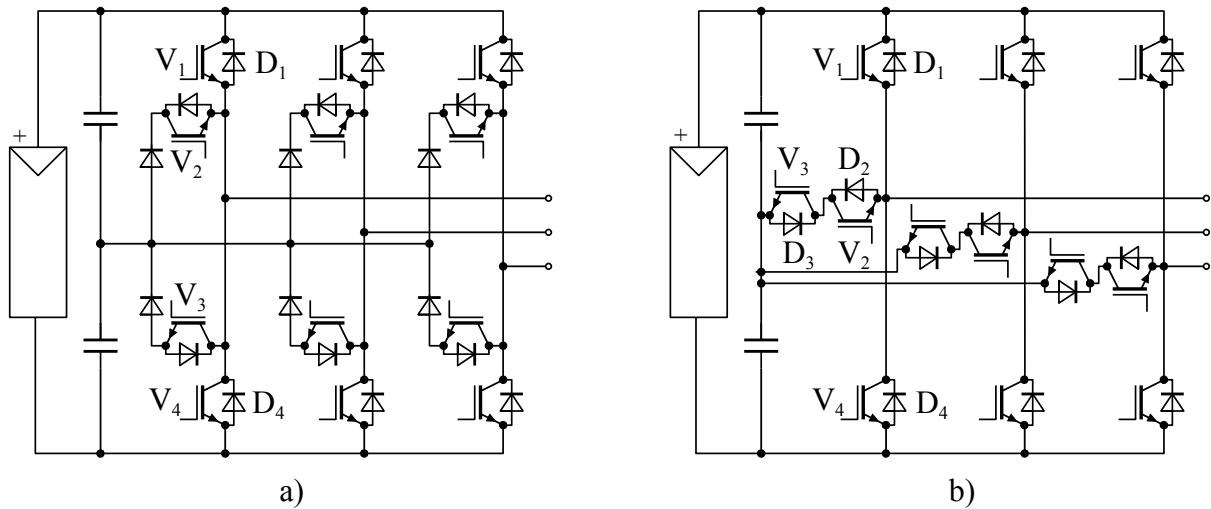 +
V₁ D₁
V₂
V₃
V₄ D₄
a)
+
V₁ D₁
V₃ D₂
D₃ V₂
V₄ D₄
b)